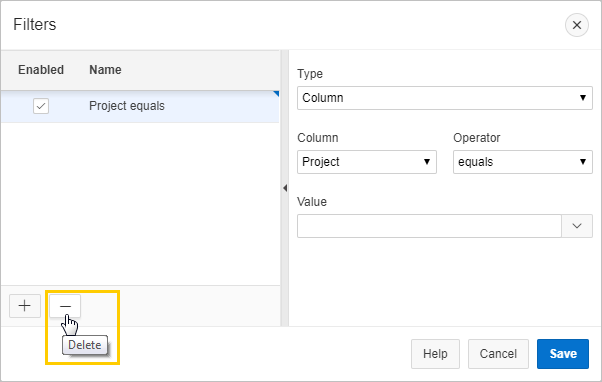 Filters
Enabled Name
Project equals
Type
Column
Column Operator
Project equals
Value
Delete
Help Cancel Save